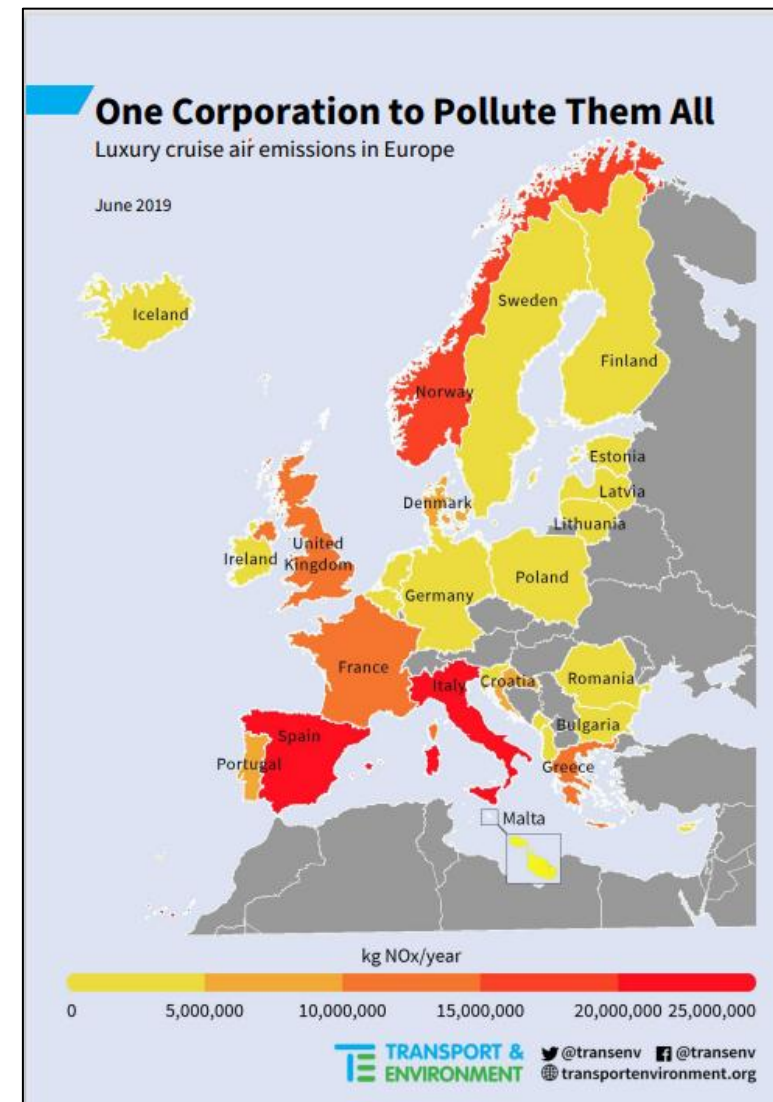 One Corporation to Pollute Them All
Luxury cruise air emissions in Europe
June 2019
Iceland
Sweden
Finland
Norway
Estonia
Latvia
Denmark
Lithuania
United
Kingdom
Ireland
Poland
Germany
France
Italy
Croatia
Romania
Spain
Bulgaria
Portugal
Greece
Malta
kg NOx/year
0 5,000,000 10,000,000 15,000,000 20,000,000 25,000,000
TRANSPORT & ENVIRONMENT
@transenv @transenv
transportenvironment.org